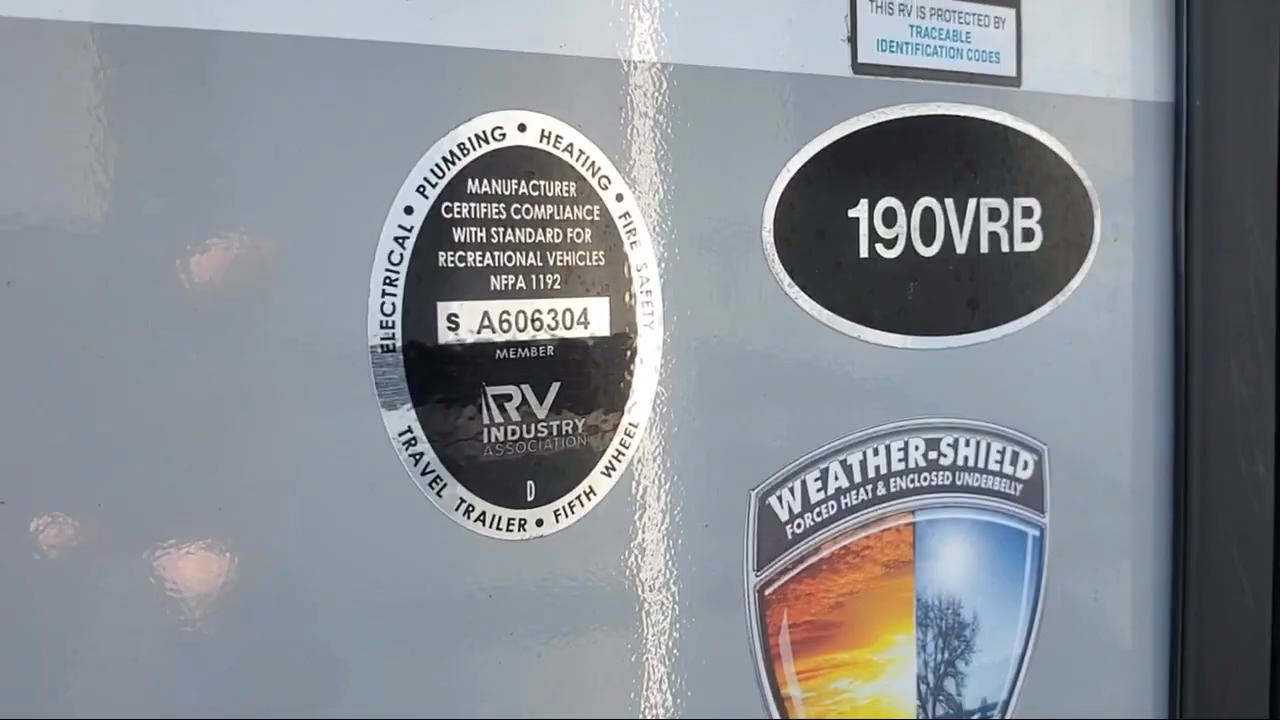 THIS RV IS PROTECTED BY
TRACEABLE
IDENTIFICATION CODES
ELECTRICAL • PLUMBING • HEATING • FIRE SAFETY
MANUFACTURER
CERTIFIES COMPLIANCE
WITH STANDARD FOR
RECREATIONAL VEHICLES
NFPA 1192
S A606304
MEMBER
RV
INDUSTRY
ASSOCIATION
D
TRAVEL TRAILER • FIFTH WHEEL
190VRB
WEATHER-SHIELD
FORCED HEAT & ENCLOSED UNDERBELLY